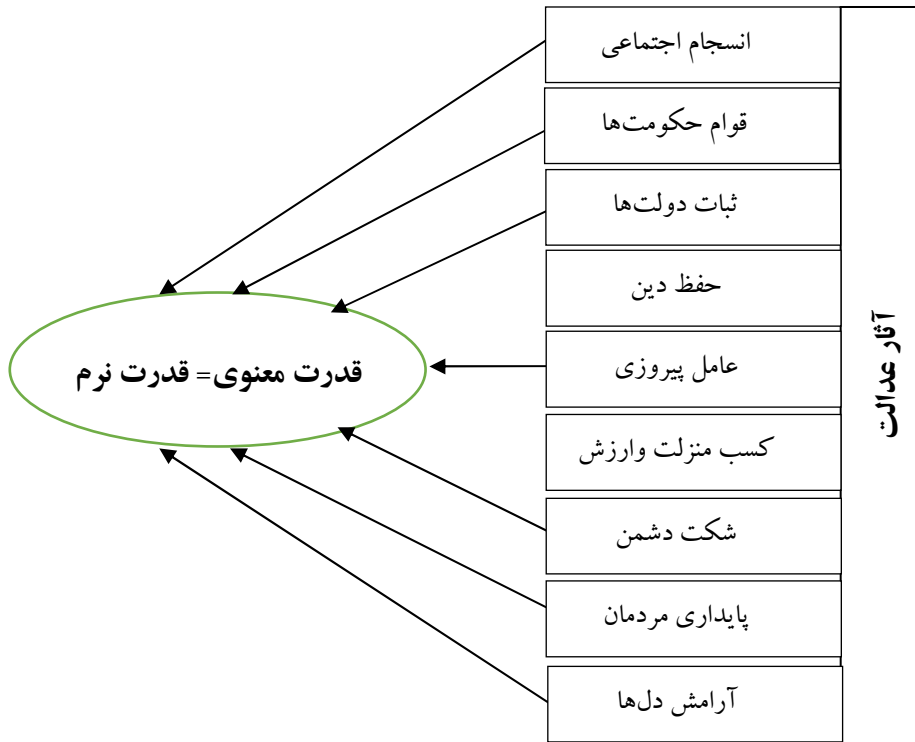 آثار عدالت
انسجام اجتماعی
قوام حکومت‌ها
ثبات دولت‌ها
حفظ دین
عامل پیروزی
کسب منزلت وارزش
شکت دشمن
پایداری مردمان
آرامش دل‌ها
قدرت معنوی= قدرت نرم